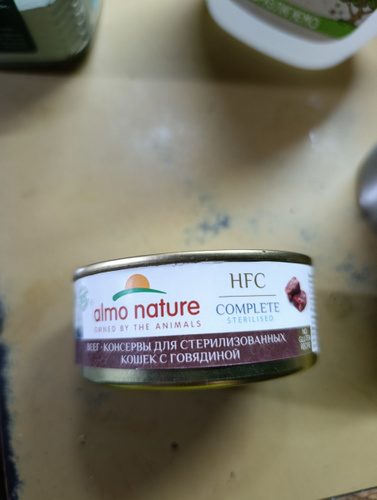 almo nature
OWNED BY THE ANIMALS
HFC
COMPLETE
STERILISED
BEEF - КОНСЕРВЫ ДЛЯ СТЕРИЛИЗОВАННЫХ
КОШЕК С ГОВЯДИНОЙ